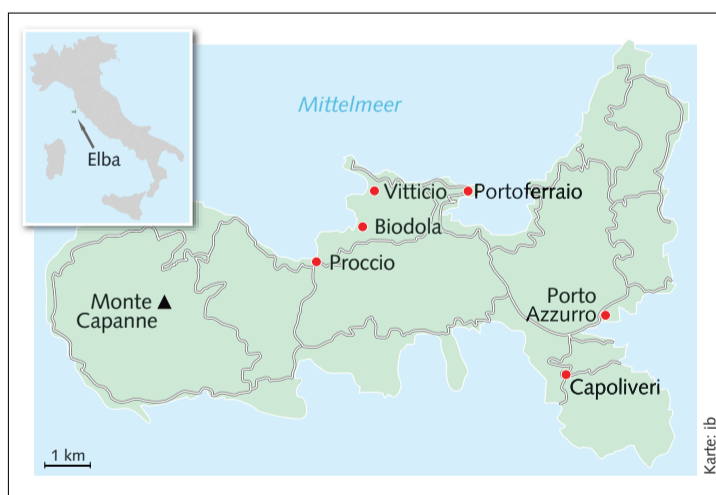 Mittelmeer
Elba
Vitticio
Portoferraio
Biodola
Proccio
Monte
Capanne
Porto
Azzurro
Capoliveri
1 km
Karte: ib